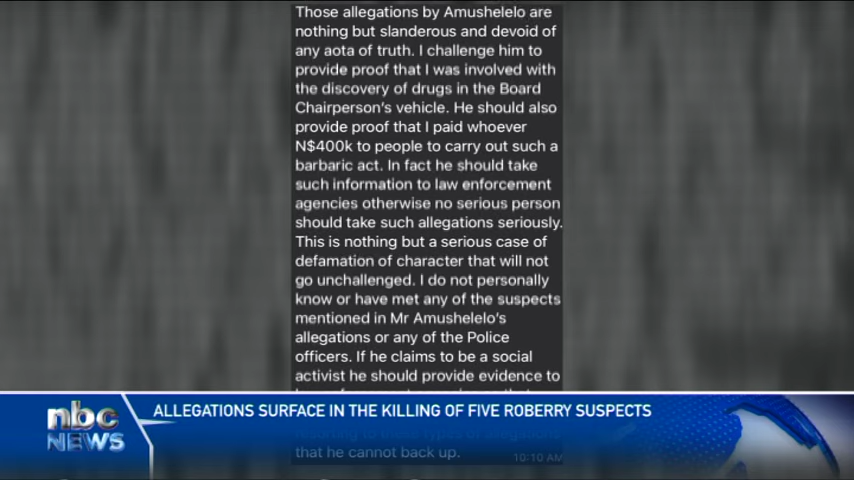 Those allegations by Amushelelo are
nothing but slanderous and devoid of
any aota of truth. I challenge him to
provide proof that I was involved with
the discovery of drugs in the Board
Chairperson's vehicle. He should also
provide proof that I paid whoever
N$400k to people to carry out such a
barbaric act. In fact he should take
such information to law enforcement
agencies otherwise no serious person
should take such allegations seriously.
This is nothing but a serious case of
defamation of character that will not
go unchallenged. I do not personally
know or have met any of the suspects
mentioned in Mr Amushelelo's
allegations or any of the Police
officers. If he claims to be a social
activist he should provide evidence to
that he cannot back up.
10:10 AM
nbc
NEWS
ALLEGATIONS SURFACE IN THE KILLING OF FIVE ROBERRY SUSPECTS